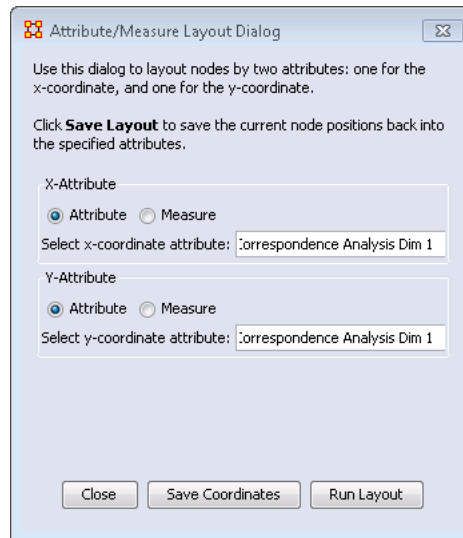 Attribute/Measure Layout Dialog
Use this dialog to layout nodes by two attributes: one for the
x-coordinate, and one for the y-coordinate.
Click Save Layout to save the current node positions back into
the specified attributes.
X-Attribute
Attribute Measure
Select x-coordinate attribute: Correspondence Analysis Dim 1
Y-Attribute
Attribute Measure
Select y-coordinate attribute: Correspondence Analysis Dim 1
Close Save Coordinates Run Layout